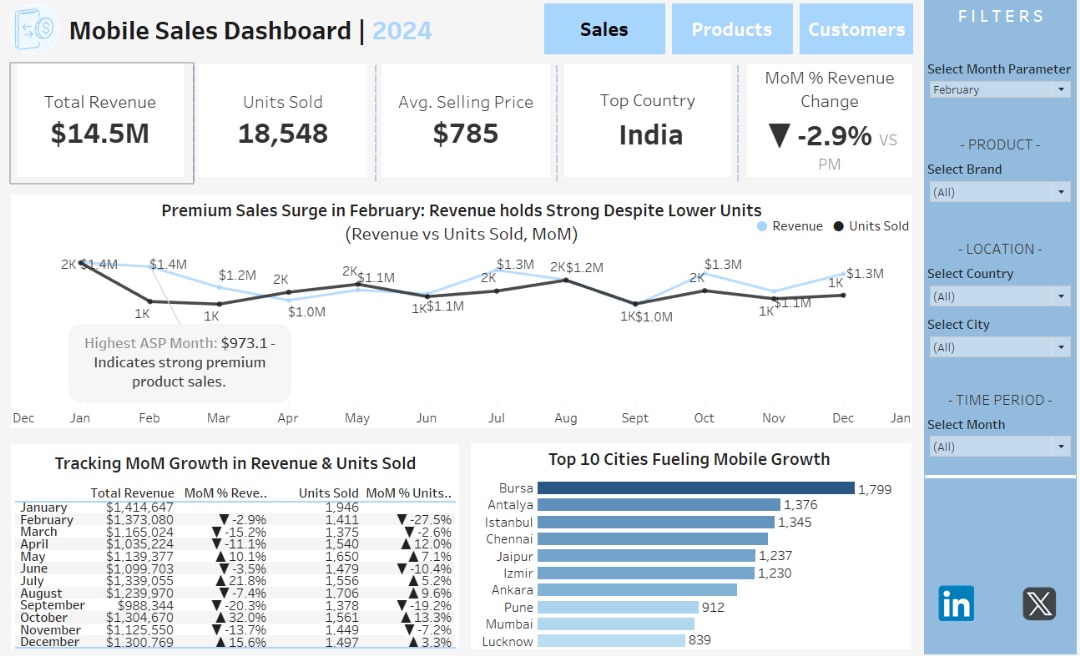 Mobile Sales Dashboard | 2024
Sales
Products
Customers
Total Revenue
$14.5M
Units Sold
18,548
Avg. Selling Price
$785
Top Country
India
MoM % Revenue
Change
▼ -2.9% VS
PM
Premium Sales Surge in February: Revenue holds Strong Despite Lower Units
(Revenue vs Units Sold, MoM)
Revenue Units Sold
2K $1.4M $1.4M $1.2M 2K 2K $1.1M $1.3M 2K 2K $1.2M $1.3M 2K $1.3M 1K
1K 1K $1.0M 1K $1.1M 1K $1.0M 1K $1.1M
Highest ASP Month: $973.1 -
Indicates strong premium
product sales.
Dec Jan Feb Mar Apr May Jun Jul Aug Sept Oct Nov Dec Jan
Tracking MoM Growth in Revenue & Units Sold
Total Revenue MoM % Reve.. Units Sold MoM % Units..
January $1,414,647 1,946
February $1,373,080 ▼ -2.9% 1,411 ▼ -27.5%
March $1,165,024 ▼ -15.2% 1,375 ▼ -2.6%
April $1,035,224 ▼ -11.1% 1,540 ▲ 12.0%
May $1,139,377 ▲ 10.1% 1,650 ▲ 7.1%
June $1,099,703 ▼ -3.5% 1,479 ▼ -10.4%
July $1,339,055 ▲ 21.8% 1,556 ▲ 5.2%
August $1,239,970 ▼ -7.4% 1,706 ▲ 9.6%
September $988,344 ▼ -20.3% 1,378 ▼ -19.2%
October $1,304,670 ▲ 32.0% 1,561 ▲ 13.3%
November $1,125,550 ▼ -13.7% 1,449 ▼ -7.2%
December $1,300,769 ▲ 15.6% 1,497 ▲ 3.3%
Top 10 Cities Fueling Mobile Growth
Bursa 1,799
Antalya 1,376
Istanbul 1,345
Chennai
Jaipur 1,237
Izmir 1,230
Ankara
Pune 912
Mumbai
Lucknow 839
FILTERS
Select Month Parameter
February
- PRODUCT -
Select Brand
(All)
- LOCATION -
Select Country
(All)
Select City
(All)
- TIME PERIOD -
Select Month
(All)
in X